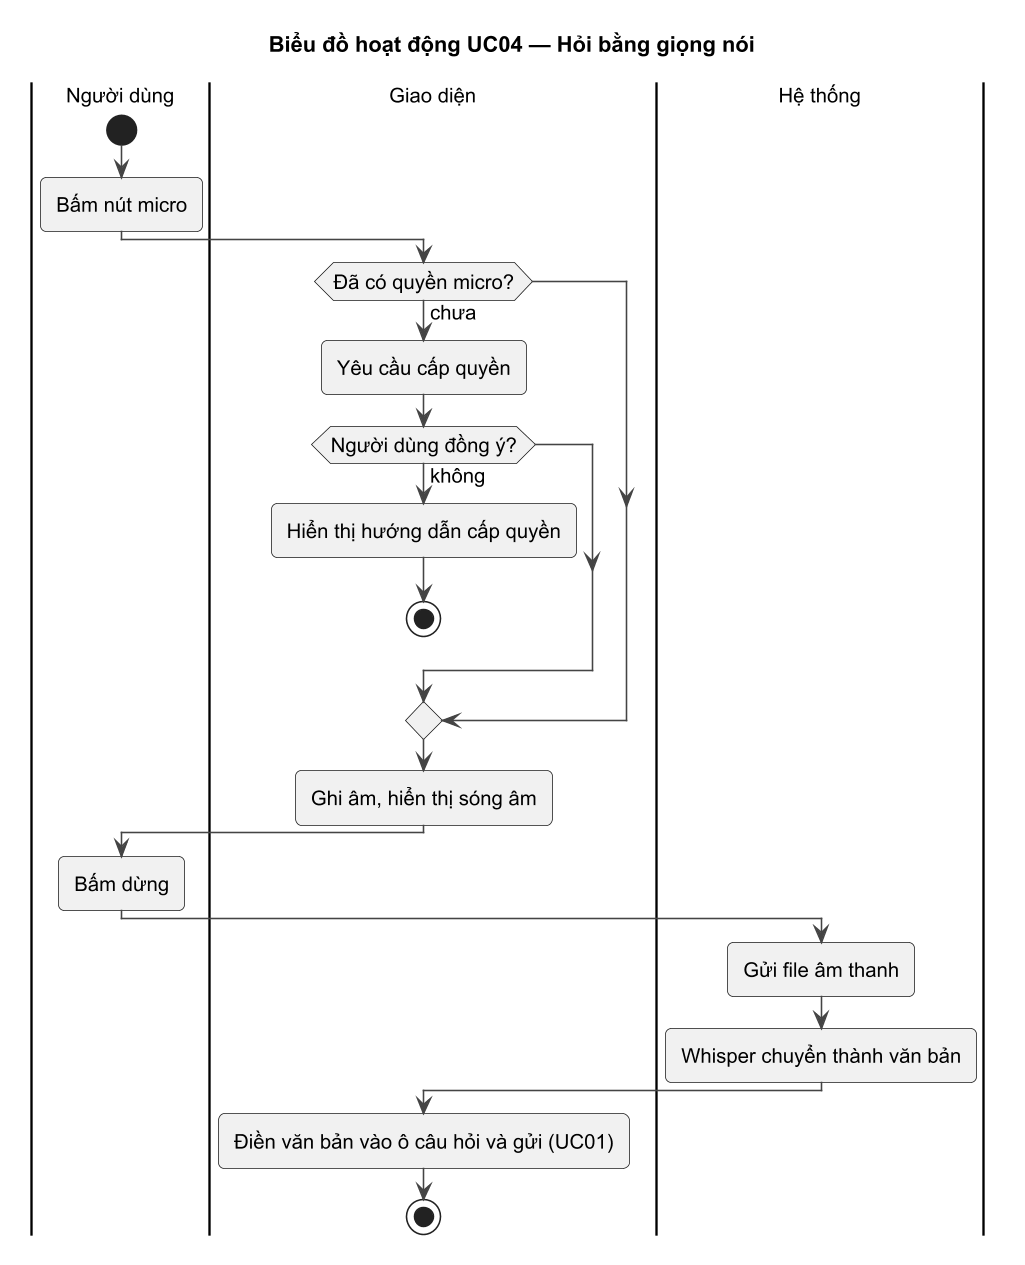 Biểu đồ hoạt động UC04 — Hỏi bằng giọng nói
Người dùng
Giao diện
Hệ thống
Bấm nút micro
Đã có quyền micro?
chưa
Yêu cầu cấp quyền
Người dùng đồng ý?
không
Hiển thị hướng dẫn cấp quyền
Ghi âm, hiển thị sóng âm
Bấm dừng
Gửi file âm thanh
Whisper chuyển thành văn bản
Điền văn bản vào ô câu hỏi và gửi (UC01)